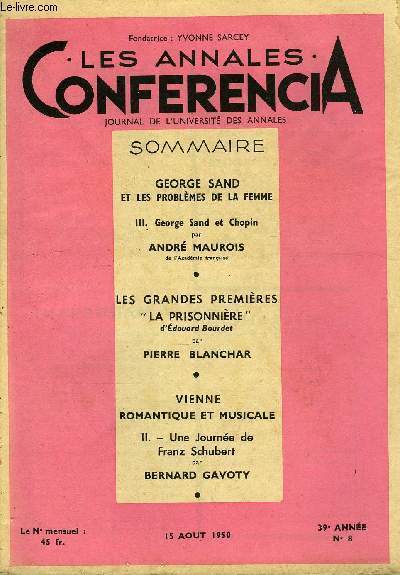 Le-livre.com
Fondatrice : YVONNE SARCEY
· LES ANNALES ·
CONFERENCIA
JOURNAL DE L'UNIVERSITÉ DES ANNALES
SOMMAIRE
GEORGE SAND
ET LES PROBLÈMES DE LA FEMME
III. George Sand et Chopin
par
ANDRÉ MAUROIS
de l'Académie française
●
LES GRANDES PREMIÈRES
"LA PRISONNIÈRE"
d'Édouard Bourdet
par
PIERRE BLANCHAR
●
VIENNE
ROMANTIQUE ET MUSICALE
II. – Une Journée de
Franz Schubert
par
BERNARD GAVOTY
●
Le N° mensuel :
45 fr.
15 AOUT 1950
39e ANNÉE
N° 8